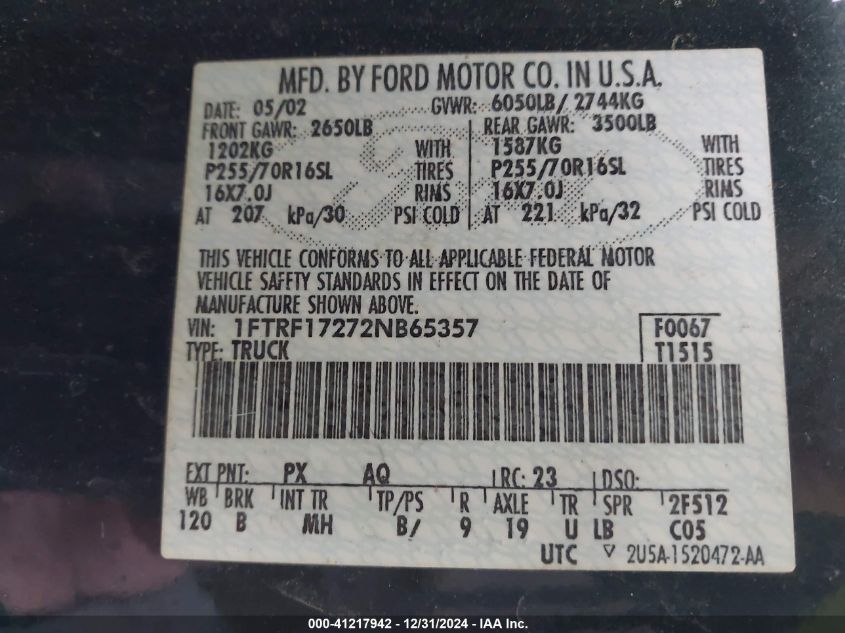 MFD. BY FORD MOTOR CO. IN U.S.A.
DATE: 05/02 GVWR: 6050LB/ 2744KG
FRONT GAWR: 2650LB REAR GAWR: 3500LB
1202KG WITH 1587KG WITH
P255/70R16SL TIRES P255/70R16SL TIRES
16X7.0J RIMS 16X7.0J RIMS
AT 207 kPa/30 PSI COLD AT 221 kPa/32 PSI COLD
THIS VEHICLE CONFORMS TO ALL APPLICABLE FEDERAL MOTOR
VEHICLE SAFETY STANDARDS IN EFFECT ON THE DATE OF
MANUFACTURE SHOWN ABOVE.
VIN: 1FTRF17272NB65357 F0067
TYPE: TRUCK T1515
EXT PNT: PX AQ RC: 23 DSO:
WB BRK INT TR TP/PS R AXLE TR SPR 2F512
120 B MH B/ 9 19 U LB C05
UTC ▽ 2U5A-1520472-AA
000-41217942 - 12/31/2024 - IAA Inc.